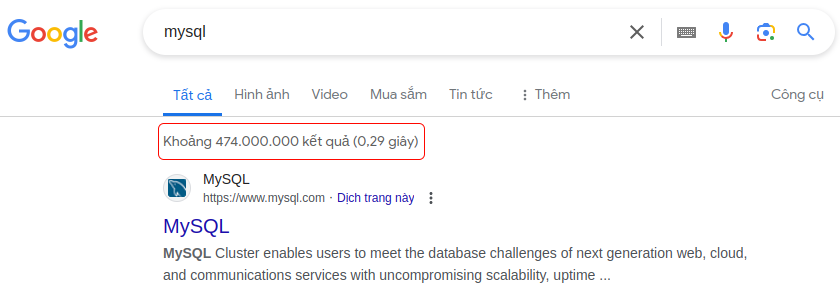 Google
mysql
Tất cả Hình ảnh Video Mua sắm Tin tức Thêm Công cụ
Khoảng 474.000.000 kết quả (0,29 giây)
MySQL
https://www.mysql.com · Dịch trang này
MySQL
MySQL Cluster enables users to meet the database challenges of next generation web, cloud,
and communications services with uncompromising scalability, uptime ...